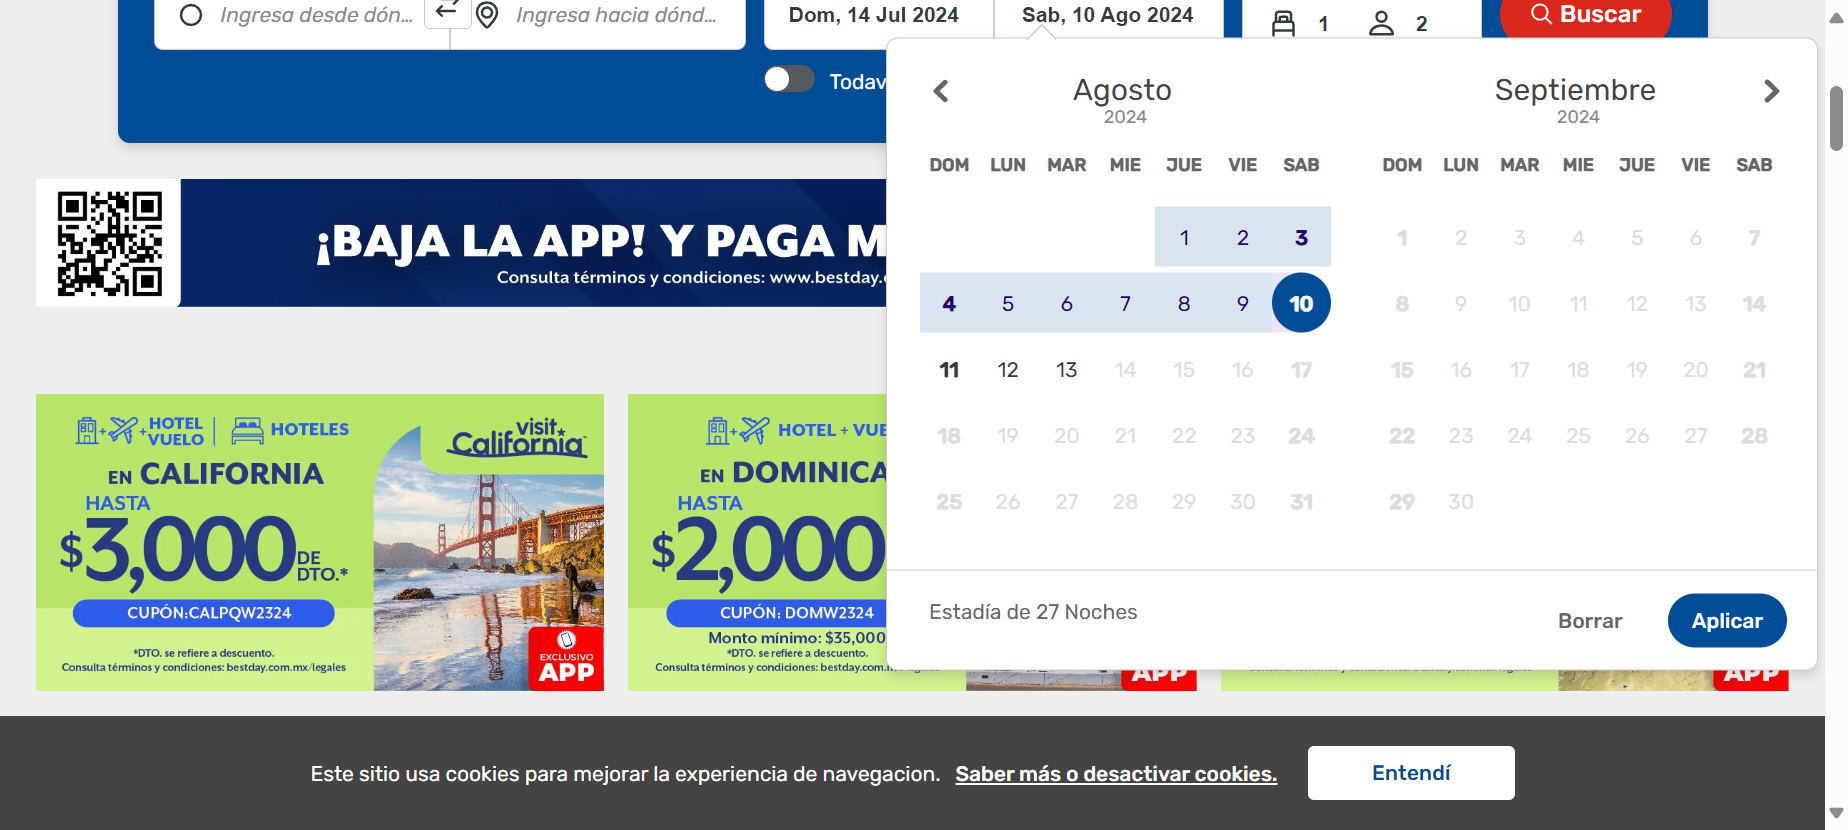 Ingresa desde dón...
Ingresa hacia dónd...
Dom, 14 Jul 2024
Sab, 10 Ago 2024
1
2
Buscar
Agosto
2024
DOM LUN MAR MIE JUE VIE SAB
1 2 3
4 5 6 7 8 9 10
11 12 13 14 15 16 17
18 19 20 21 22 23 24
25 26 27 28 29 30 31
Septiembre
2024
DOM LUN MAR MIE JUE VIE SAB
1 2 3 4 5 6 7
8 9 10 11 12 13 14
15 16 17 18 19 20 21
22 23 24 25 26 27 28
29 30
Estadía de 27 Noches
Borrar
Aplicar
¡BAJA LA APP! Y PAGA
Consulta términos y condiciones: www.bestday.
+ + HOTEL
VUELO
HOTELES
EN CALIFORNIA
HASTA
$3,000 DE
DTO.*
CUPÓN:CALPQW2324
*DTO. se refiere a descuento.
Consulta términos y condiciones: bestday.com.mx/legales
visit
California
EXCLUSIVO
APP
+ HOTEL + VUE
EN DOMINICA
HASTA
$2,000
CUPÓN: DOMW2324
Monto mínimo: $35,000
*DTO. se refiere a descuento.
Consulta términos y condiciones: bestday.com.
APP
APP
Este sitio usa cookies para mejorar la experiencia de navegacion. Saber más o desactivar cookies.
Entendí